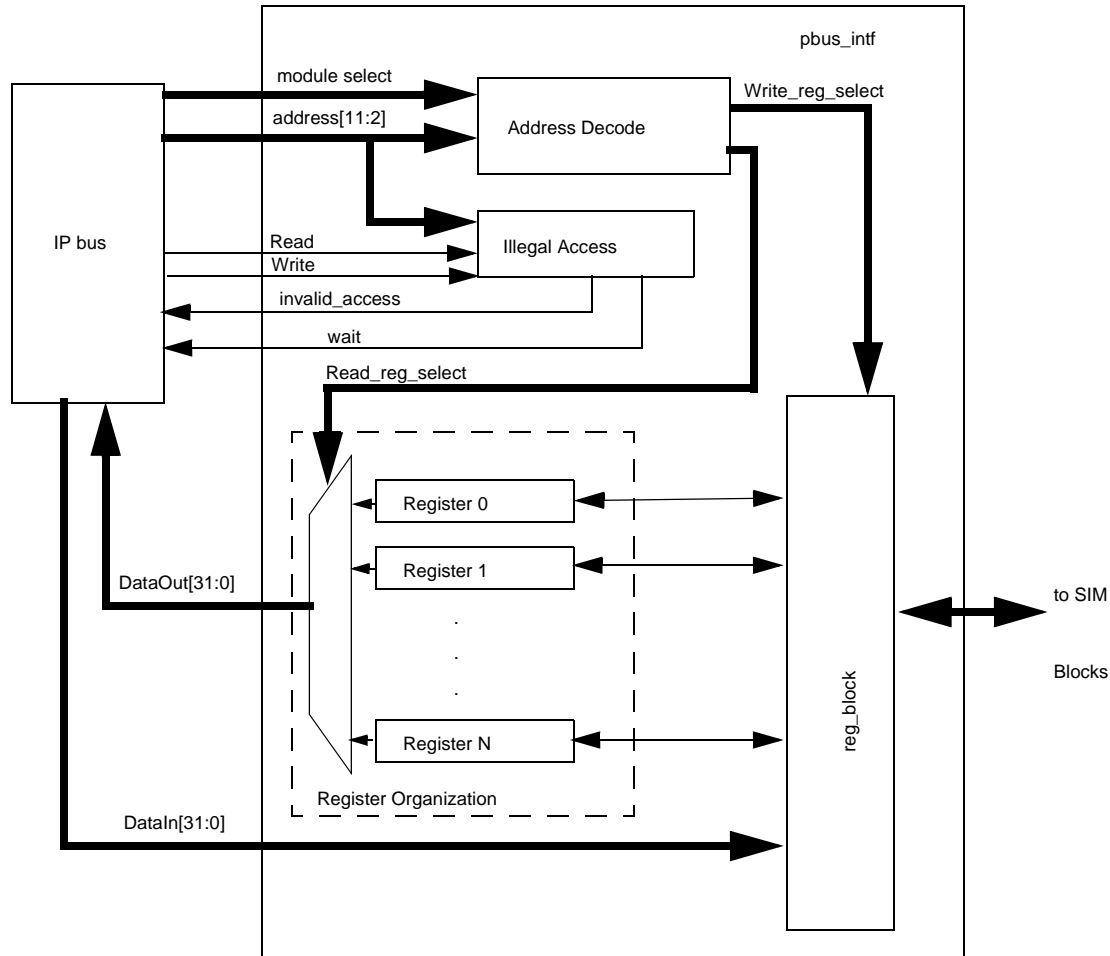 pbus_intf
module select
Write_reg_select
address[11:2]
Address Decode
IP bus
Read
Illegal Access
Write
invalid_access
wait
Read_reg_select
Register 0
Register 1
DataOut[31:0]
to SIM
Blocks
reg_block
Register N
Register Organization
DataIn[31:0]